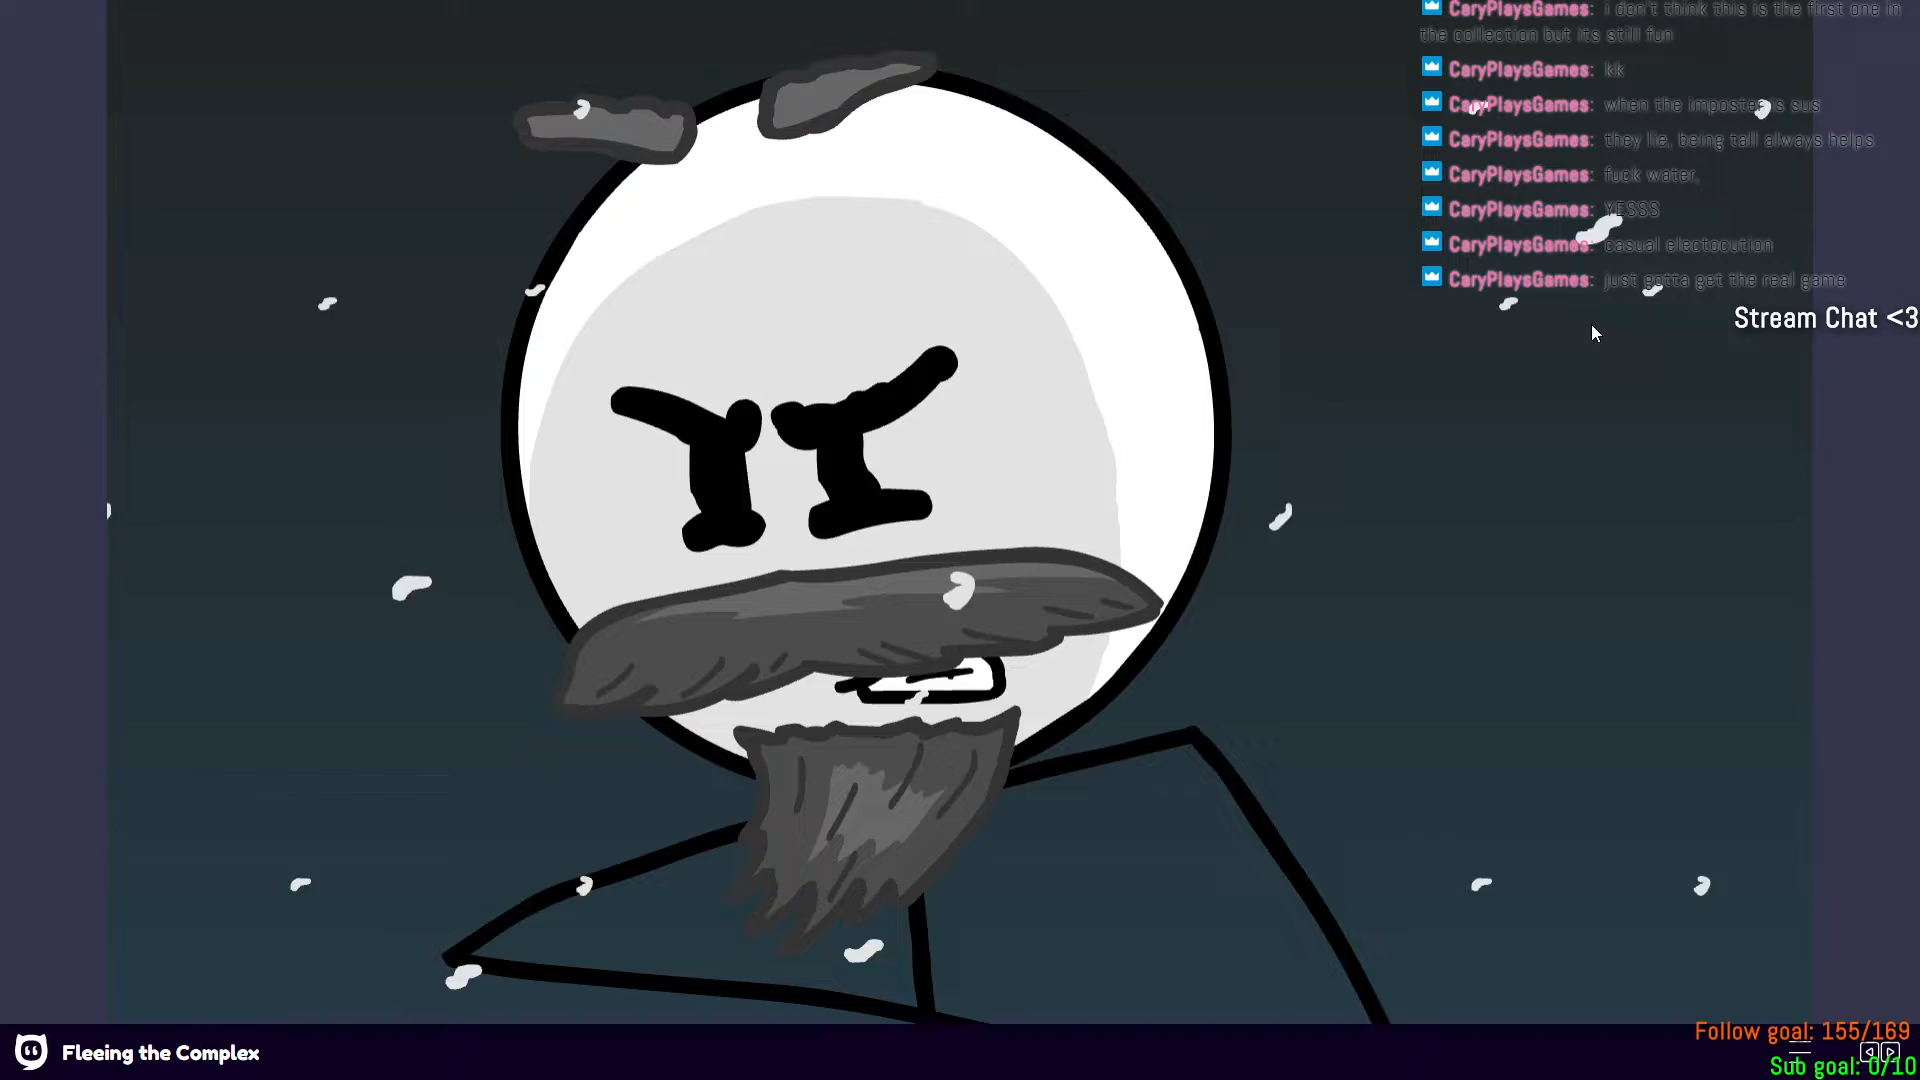 CaryPlaysGames: i don't think this is the first one in
the collection but its still fun
CaryPlaysGames: kk
CaryPlaysGames: when the imposter is sus
CaryPlaysGames: they lie, being tall always helps
CaryPlaysGames: fuck water,
CaryPlaysGames: YESSS
CaryPlaysGames: casual electocution
CaryPlaysGames: just gotta get the real game
Stream Chat <3
Fleeing the Complex
Follow goal: 155/169
Sub goal: 0/10